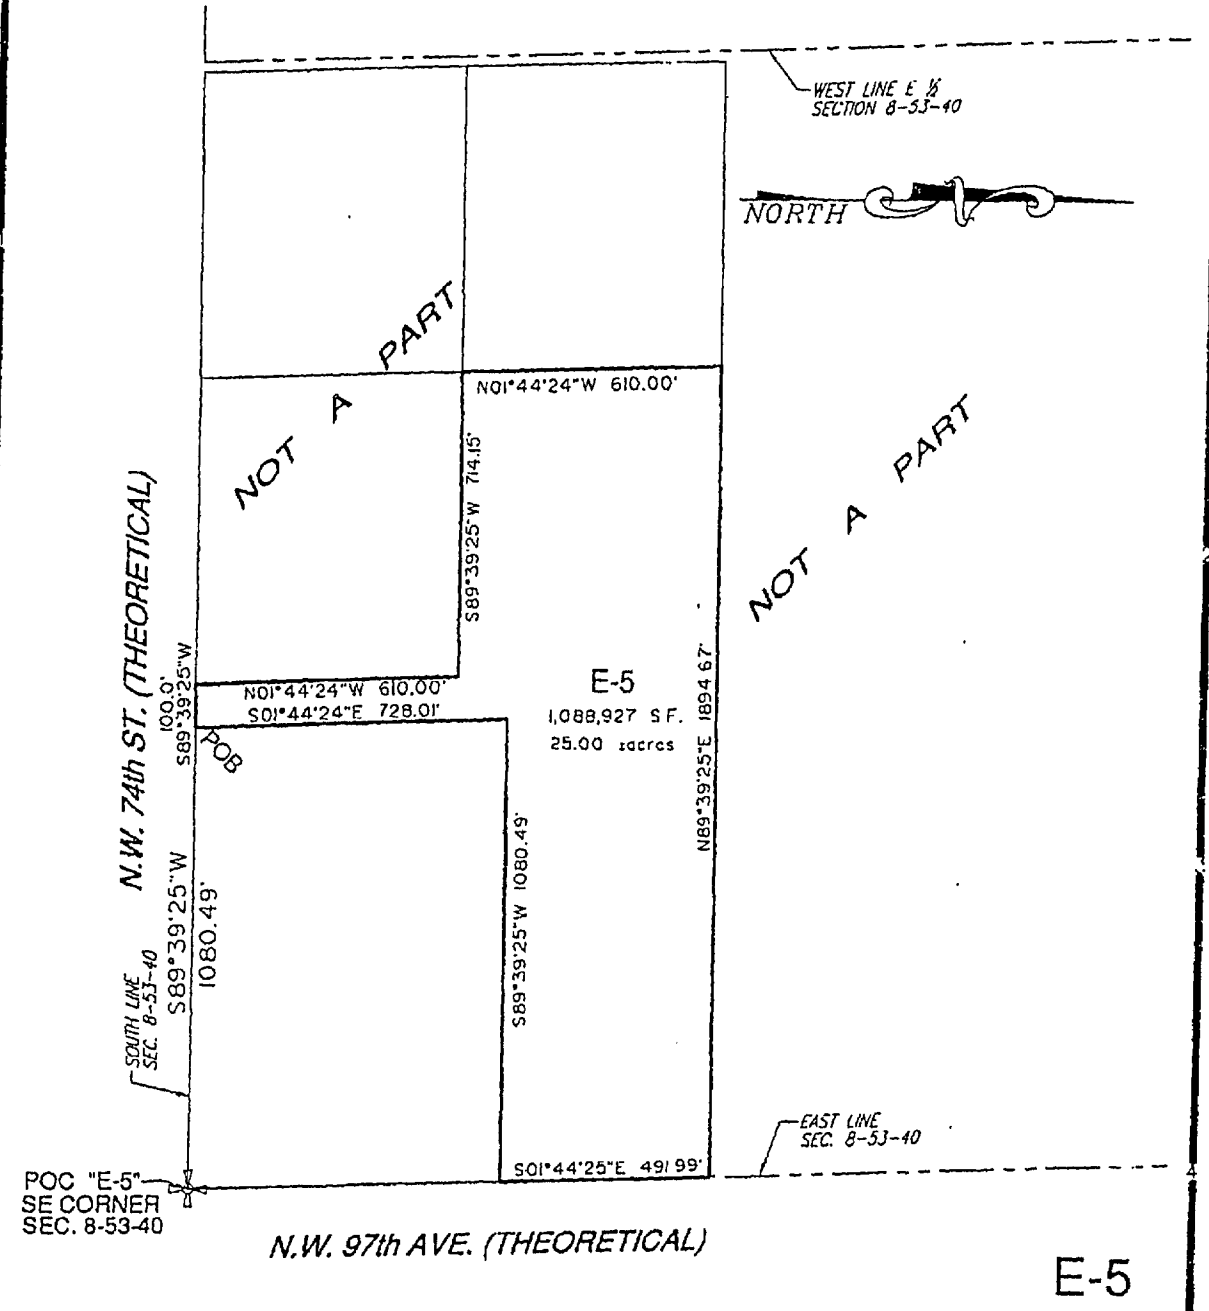 WEST LINE E ½
SECTION 8-53-40
NORTH
NOT A PART
N01°44'24"W 610.00'
S89°39'25"W 714.15'
NOT A PART
N.W. 74th ST. (THEORETICAL)
100.0'
S89°39'25"W
N01°44'24"W 610.00'
S01°44'24"E 728.01'
POB
E-5
1,088,927 S.F.
25.00 ±acres
N89°39'25"E 1894.67'
S89°39'25"W
1080.49'
S89°39'25"W 1080.49'
SOUTH LINE
SEC. 8-53-40
EAST LINE
SEC. 8-53-40
S01°44'25"E 491.99'
POC "E-5"
SE CORNER
SEC. 8-53-40
N.W. 97th AVE. (THEORETICAL)
E-5